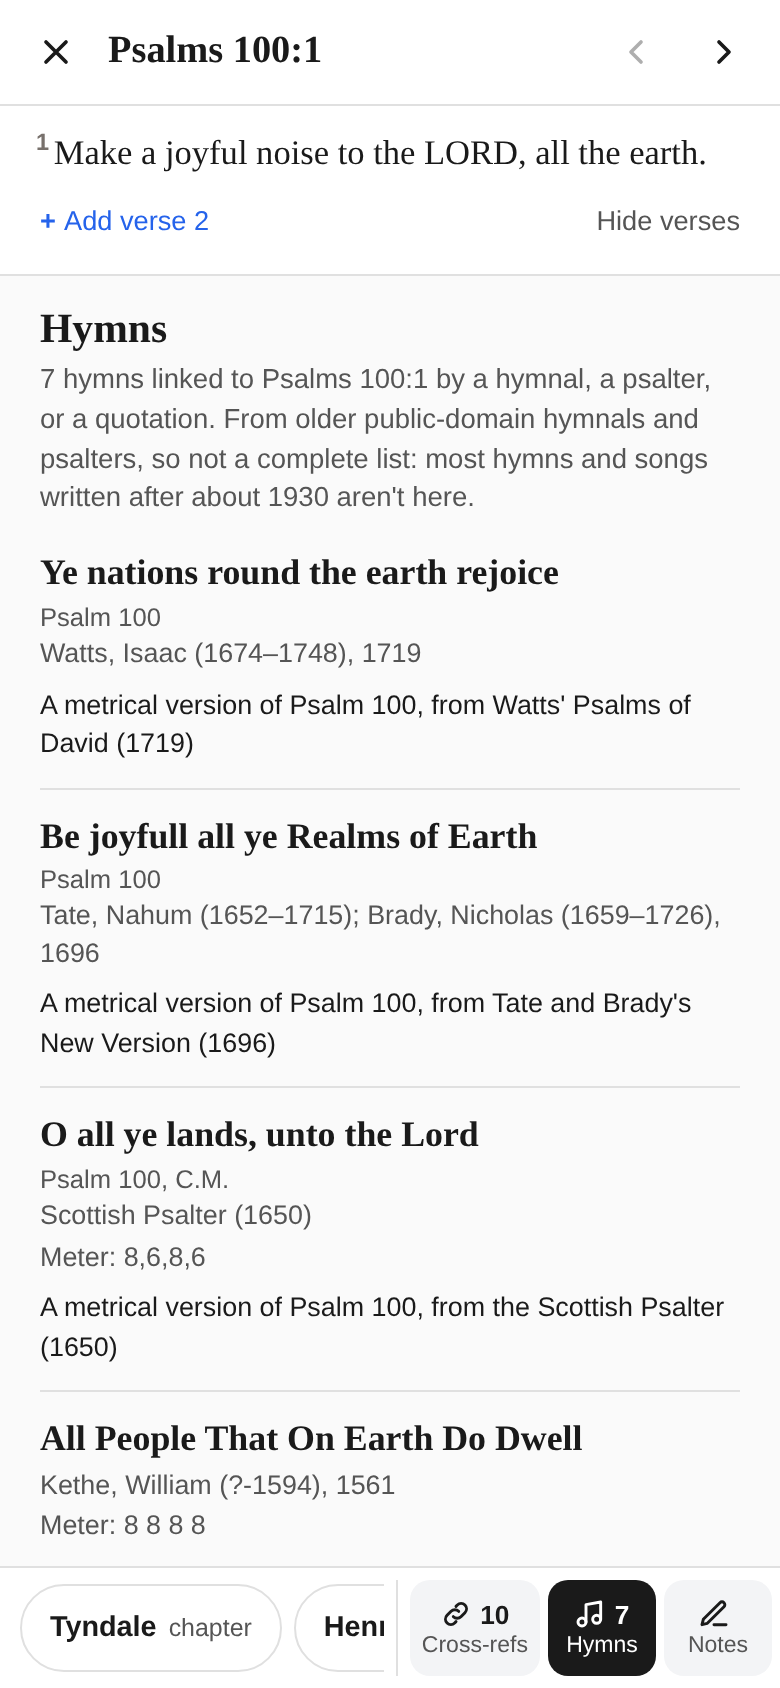 Psalms 100:1
1 Make a joyful noise to the LORD, all the earth.
+ Add verse 2
Hide verses
Hymns
7 hymns linked to Psalms 100:1 by a hymnal, a psalter,
or a quotation. From older public-domain hymnals and
psalters, so not a complete list: most hymns and songs
written after about 1930 aren't here.
Ye nations round the earth rejoice
Psalm 100
Watts, Isaac (1674–1748), 1719
A metrical version of Psalm 100, from Watts' Psalms of
David (1719)
Be joyfull all ye Realms of Earth
Psalm 100
Tate, Nahum (1652–1715); Brady, Nicholas (1659–1726),
1696
A metrical version of Psalm 100, from Tate and Brady's
New Version (1696)
O all ye lands, unto the Lord
Psalm 100, C.M.
Scottish Psalter (1650)
Meter: 8,6,8,6
A metrical version of Psalm 100, from the Scottish Psalter
(1650)
All People That On Earth Do Dwell
Kethe, William (?-1594), 1561
Meter: 8 8 8 8
Tyndale chapter
10
Cross-refs
7
Hymns
Notes